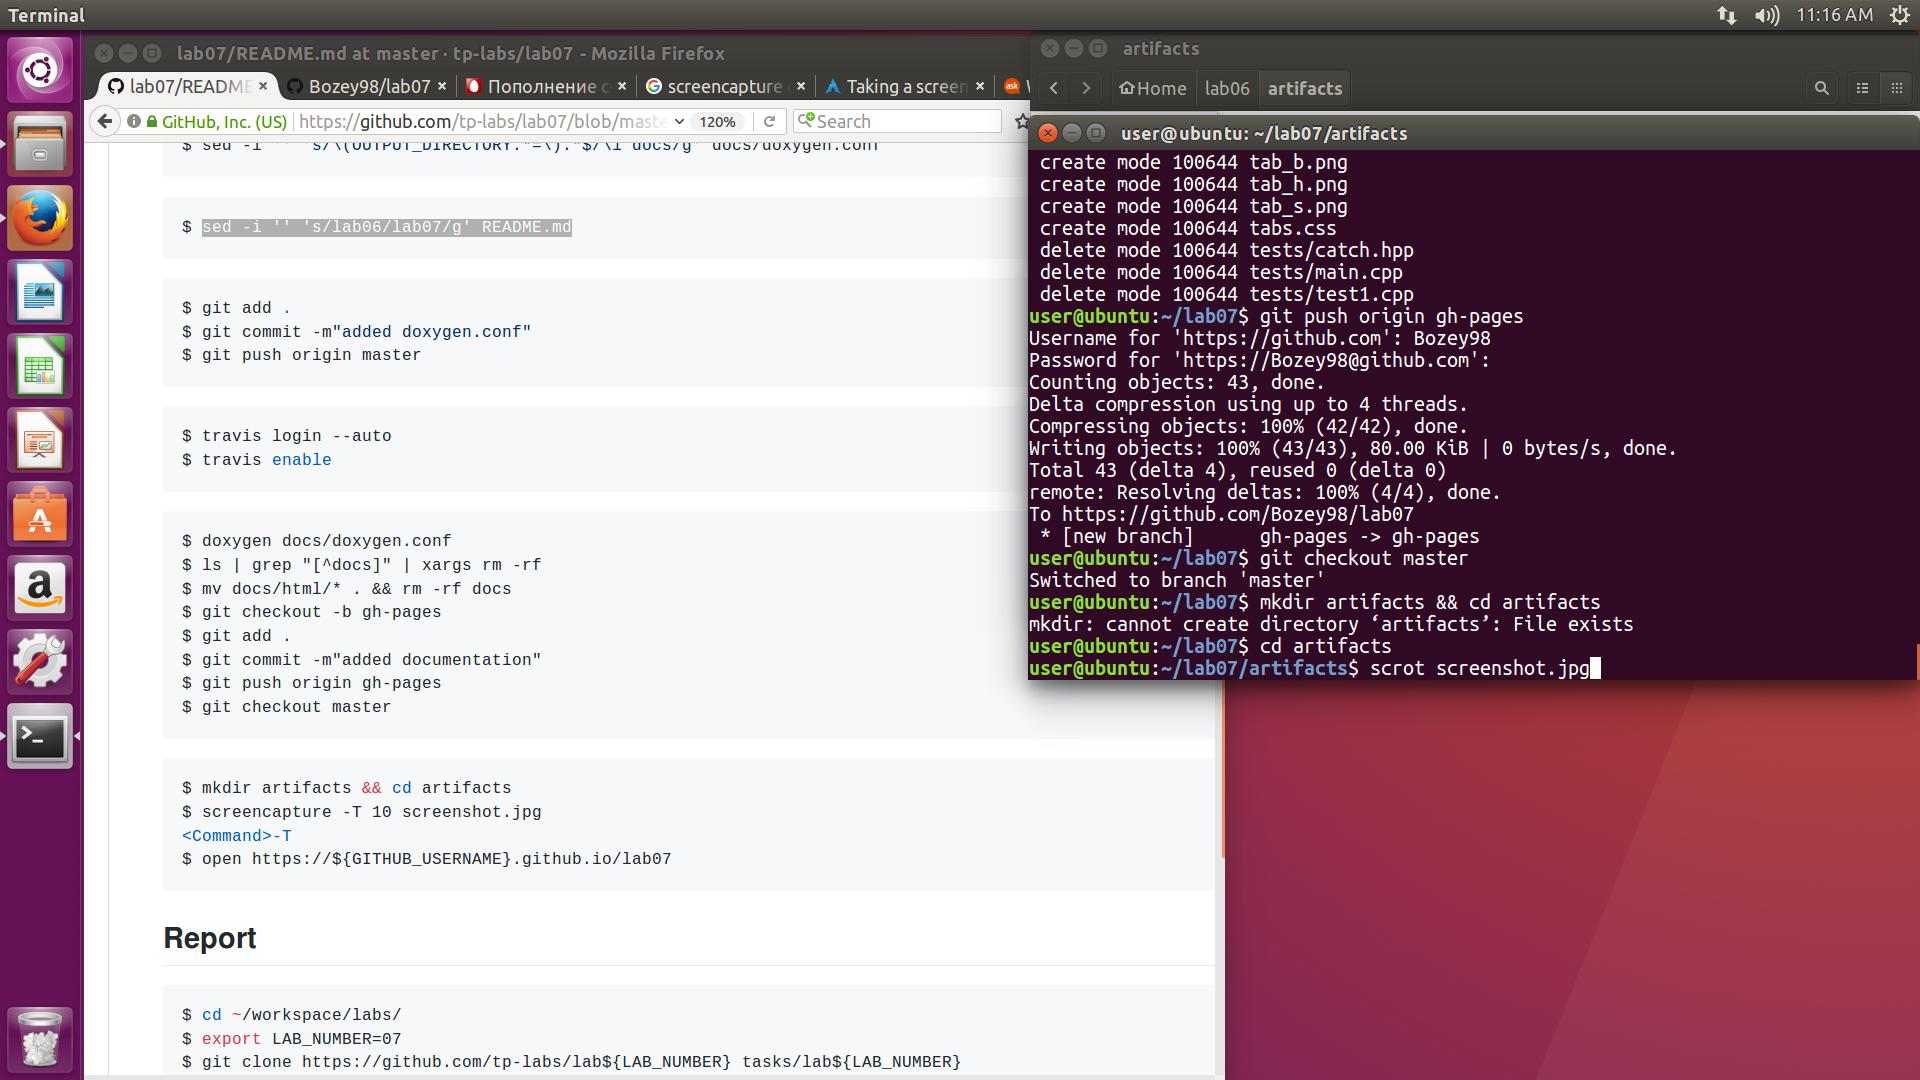 Terminal
11:16 AM
lab07/README.md at master · tp-labs/lab07 - Mozilla Firefox
lab07/README
Bozey98/lab07
Пополнение с
screencapture
Taking a screen
ask
GitHub, Inc. (US)
https://github.com/tp-labs/lab07/blob/maste
120%
Search
$ sed -i '' 's/\(OUTPUT_DIRECTORY.*=\).*$/\1 docs/g' docs/doxygen.conf
$ sed -i '' 's/lab06/lab07/g' README.md
$ git add .
$ git commit -m"added doxygen.conf"
$ git push origin master
$ travis login --auto
$ travis enable
$ doxygen docs/doxygen.conf
$ ls | grep "[^docs]" | xargs rm -rf
$ mv docs/html/* . && rm -rf docs
$ git checkout -b gh-pages
$ git add .
$ git commit -m"added documentation"
$ git push origin gh-pages
$ git checkout master
$ mkdir artifacts && cd artifacts
$ screencapture -T 10 screenshot.jpg
<Command>-T
$ open https://${GITHUB_USERNAME}.github.io/lab07
Report
$ cd ~/workspace/labs/
$ export LAB_NUMBER=07
$ git clone https://github.com/tp-labs/lab${LAB_NUMBER} tasks/lab${LAB_NUMBER}
artifacts
Home
lab06
artifacts
user@ubuntu: ~/lab07/artifacts
create mode 100644 tab_b.png
create mode 100644 tab_h.png
create mode 100644 tab_s.png
create mode 100644 tabs.css
delete mode 100644 tests/catch.hpp
delete mode 100644 tests/main.cpp
delete mode 100644 tests/test1.cpp
user@ubuntu:~/lab07$ git push origin gh-pages
Username for 'https://github.com': Bozey98
Password for 'https://Bozey98@github.com':
Counting objects: 43, done.
Delta compression using up to 4 threads.
Compressing objects: 100% (42/42), done.
Writing objects: 100% (43/43), 80.00 KiB | 0 bytes/s, done.
Total 43 (delta 4), reused 0 (delta 0)
remote: Resolving deltas: 100% (4/4), done.
To https://github.com/Bozey98/lab07
* [new branch]      gh-pages -> gh-pages
user@ubuntu:~/lab07$ git checkout master
Switched to branch 'master'
user@ubuntu:~/lab07$ mkdir artifacts && cd artifacts
mkdir: cannot create directory ‘artifacts’: File exists
user@ubuntu:~/lab07$ cd artifacts
user@ubuntu:~/lab07/artifacts$ scrot screenshot.jpg